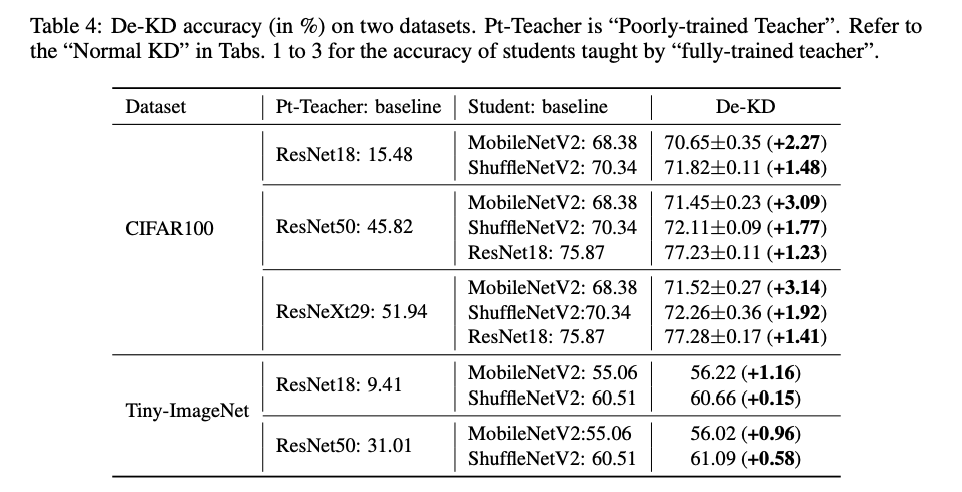 Table 4: De-KD accuracy (in %) on two datasets. Pt-Teacher is “Poorly-trained Teacher”. Refer to
the “Normal KD” in Tabs. 1 to 3 for the accuracy of students taught by “fully-trained teacher”.
Dataset Pt-Teacher: baseline Student: baseline De-KD
CIFAR100
ResNet18: 15.48
MobileNetV2: 68.38 70.65±0.35 (+2.27)
ShuffleNetV2: 70.34 71.82±0.11 (+1.48)
ResNet50: 45.82
MobileNetV2: 68.38 71.45±0.23 (+3.09)
ShuffleNetV2: 70.34 72.11±0.09 (+1.77)
ResNet18: 75.87 77.23±0.11 (+1.23)
ResNeXt29: 51.94
MobileNetV2: 68.38 71.52±0.27 (+3.14)
ShuffleNetV2:70.34 72.26±0.36 (+1.92)
ResNet18: 75.87 77.28±0.17 (+1.41)
Tiny-ImageNet
ResNet18: 9.41
MobileNetV2: 55.06 56.22 (+1.16)
ShuffleNetV2: 60.51 60.66 (+0.15)
ResNet50: 31.01
MobileNetV2:55.06 56.02 (+0.96)
ShuffleNetV2: 60.51 61.09 (+0.58)